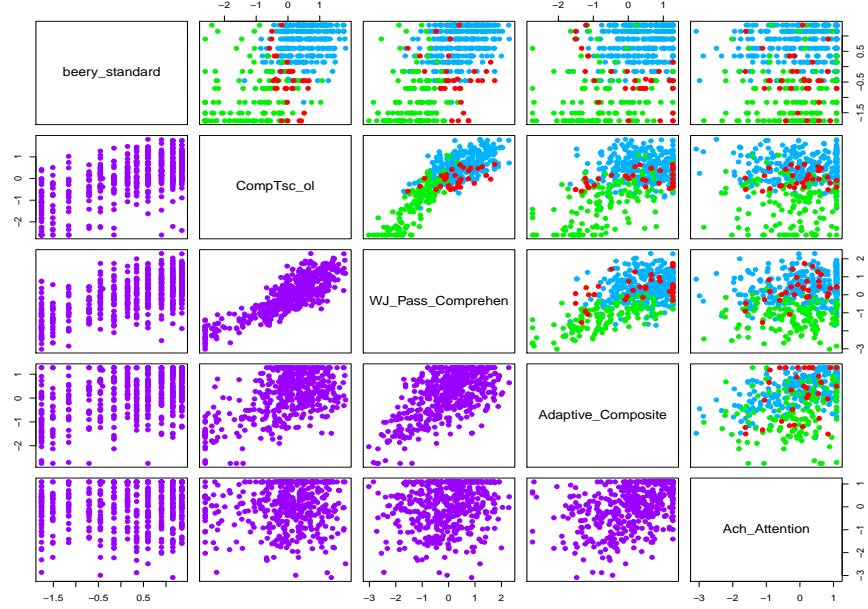 −2 −1 0 1
−2 −1 0 1
beery_standard
−1.5 −0.5 0.5
−2 −1 0 1
CompTsc_ol
WJ_Pass_Comprehen
−3 −1 0 1 2
−2 −1 0 1
Adaptive_Composite
Ach_Attention
−3 −2 −1 0 1
−1.5 −0.5 0.5
−3 −2 −1 0 1 2
−3 −2 −1 0 1